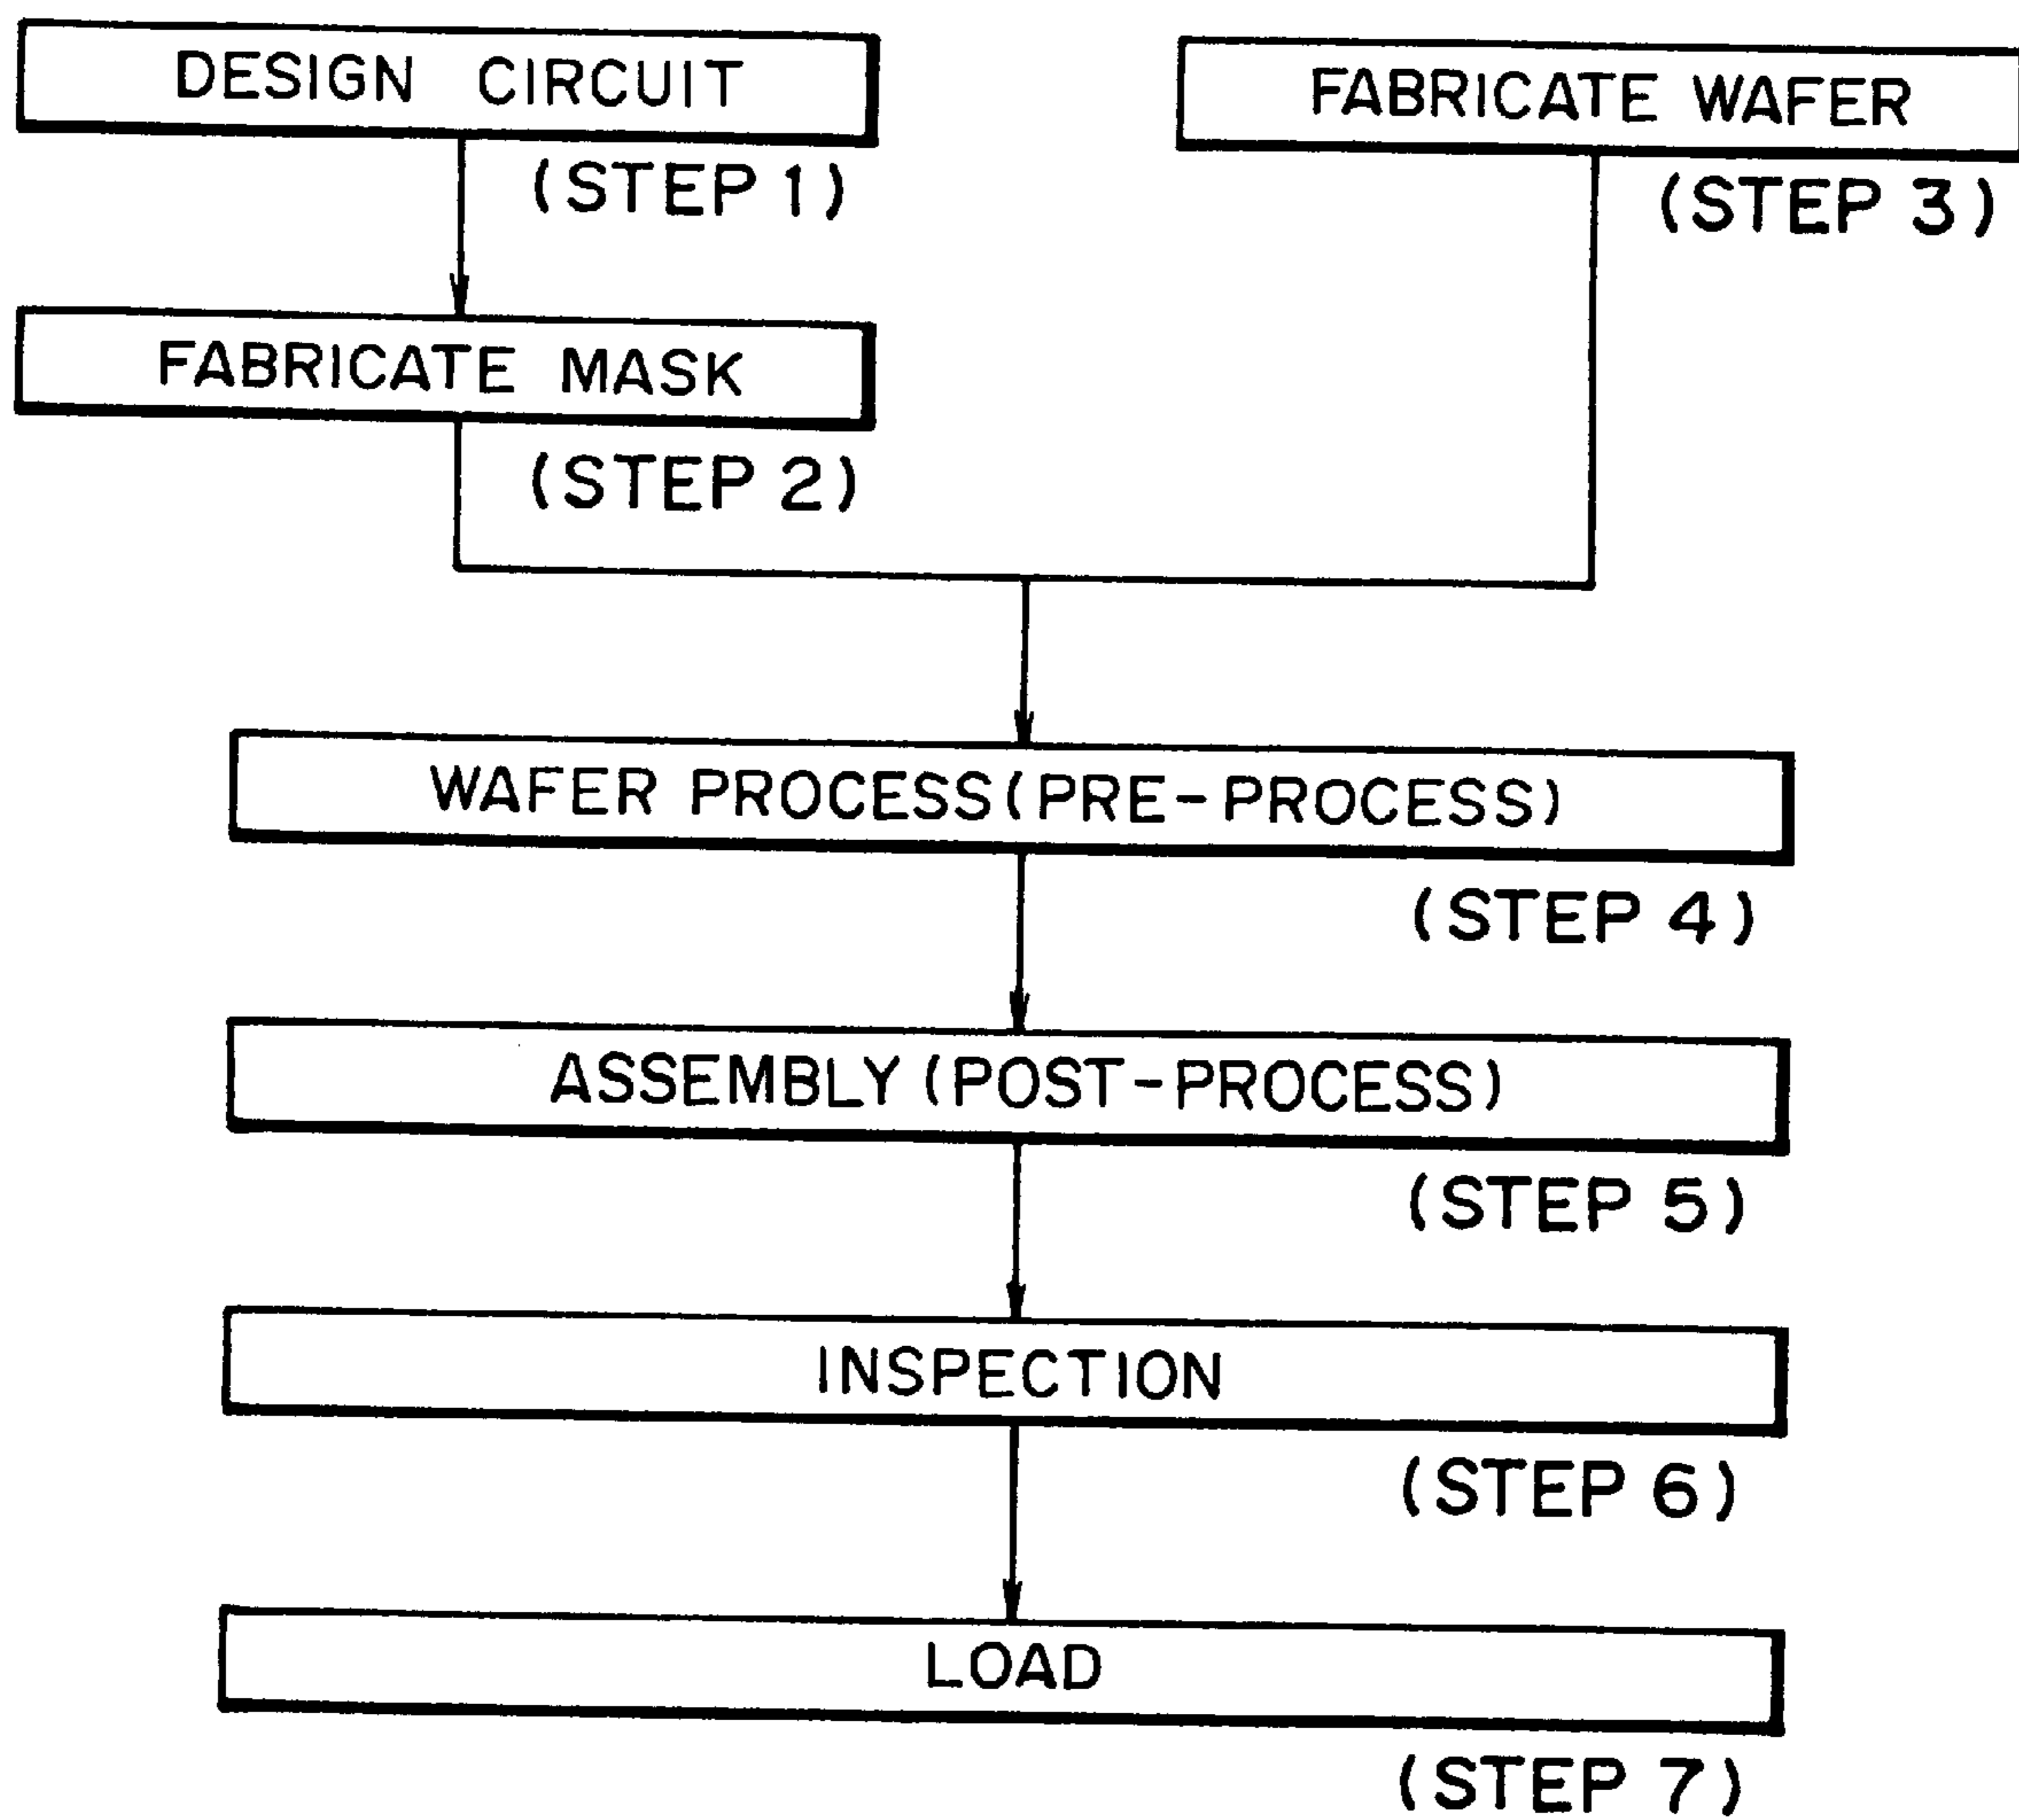 DESIGN CIRCUIT
(STEP 1)
FABRICATE MASK
(STEP 2)
FABRICATE WAFER
(STEP 3)
WAFER PROCESS (PRE-PROCESS)
(STEP 4)
ASSEMBLY (POST-PROCESS)
(STEP 5)
INSPECTION
(STEP 6)
LOAD
(STEP 7)